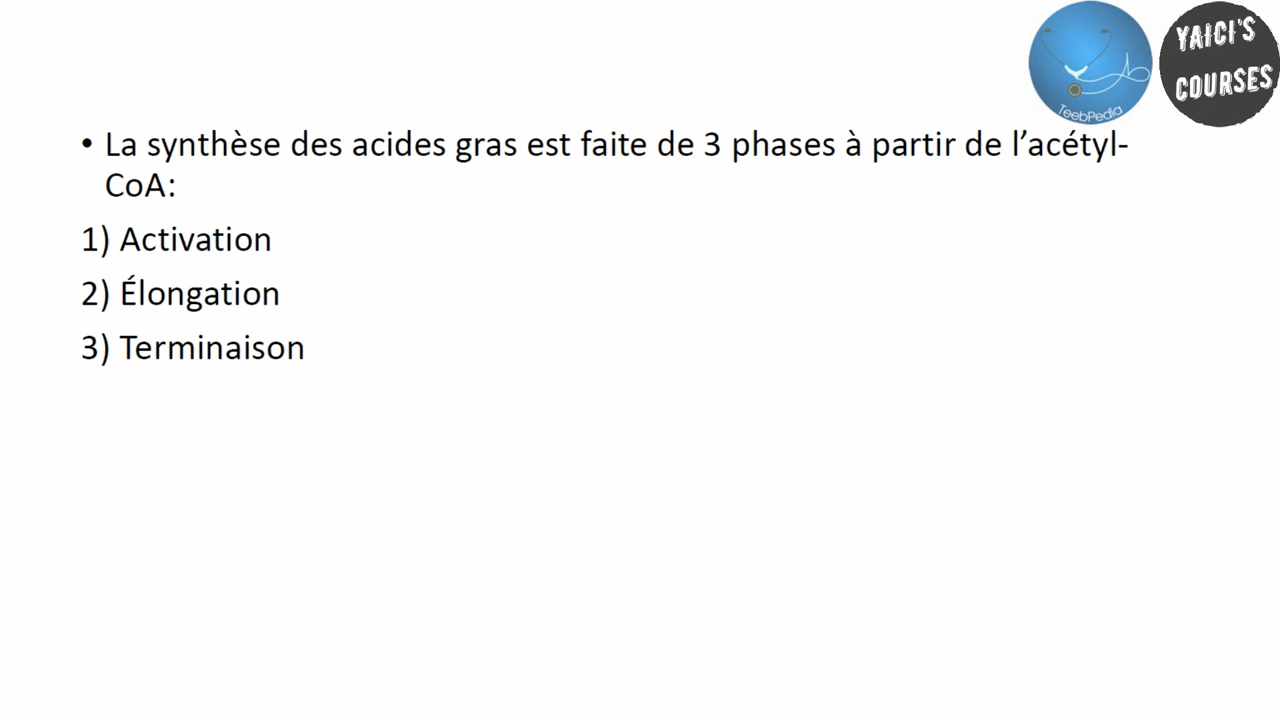 YAICI'S
COURSES
TeebPedia
• La synthèse des acides gras est faite de 3 phases à partir de l’acétyl-
CoA:
1) Activation
2) Élongation
3) Terminaison